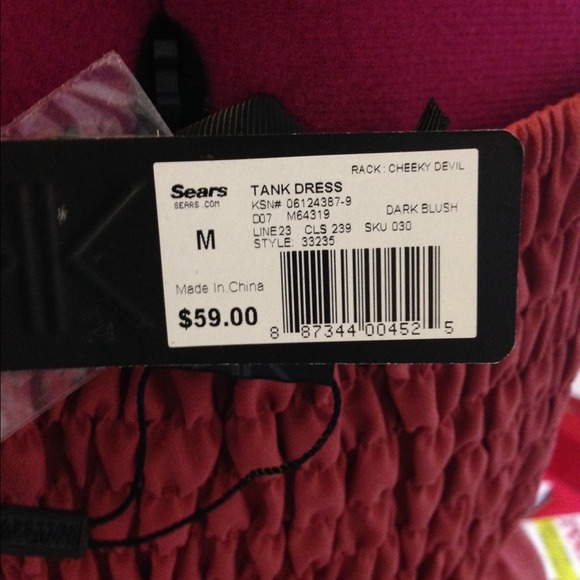 RACK: CHEEKY DEVIL
Sears
SEARS.COM
TANK DRESS
KSN# 06124387-9
D07 M64319 DARK BLUSH
LINE23 CLS 239 SKU 030
STYLE: 33235
M
Made In China
$59.00
8 87344 00452 5